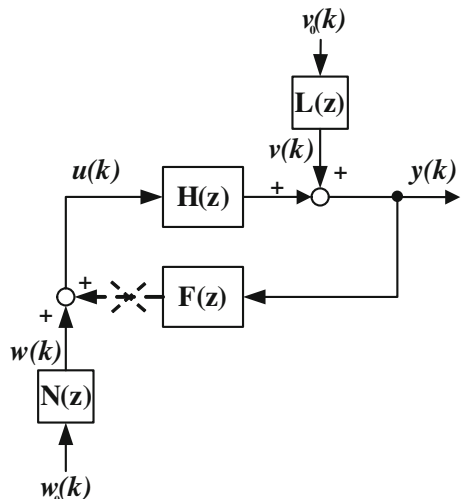 v₀(k)
L(z)
v(k)
+
u(k)
H(z)
+
y(k)
+
F(z)
+
w(k)
N(z)
w₀(k)